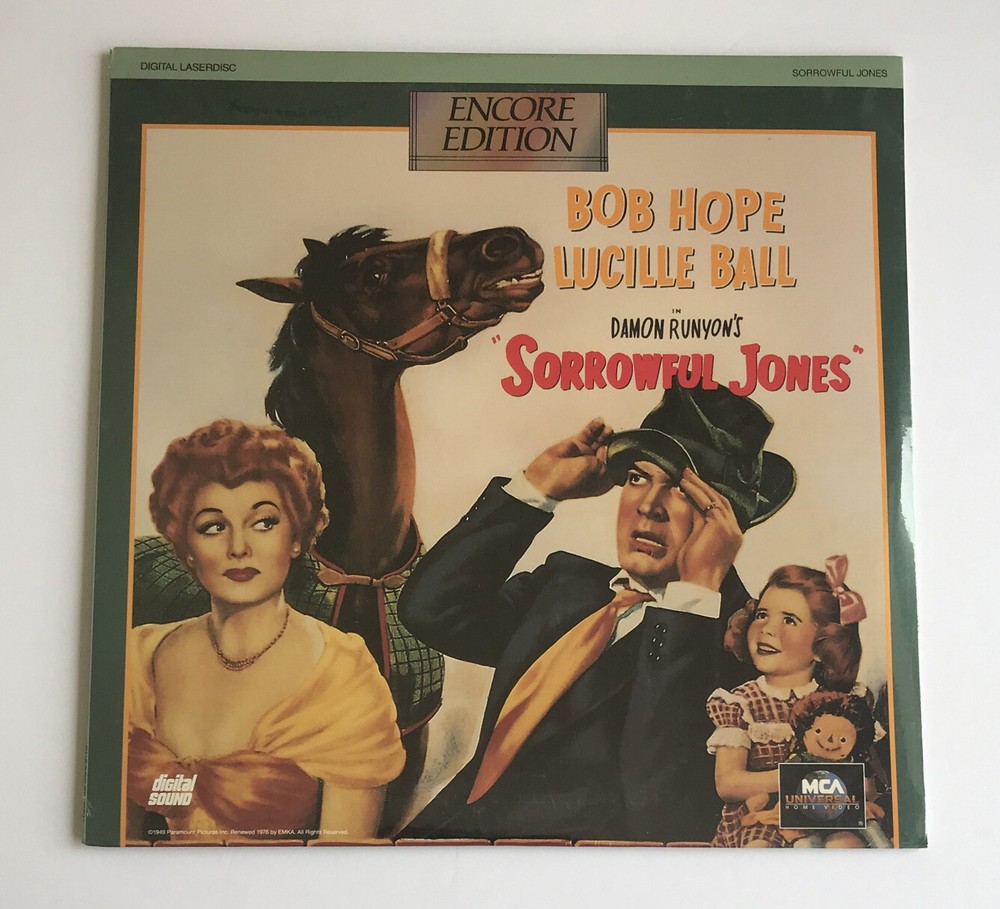 DIGITAL LASERDISC
SORROWFUL JONES
ENCORE
EDITION
BOB HOPE
LUCILLE BALL
IN
DAMON RUNYON'S
"SORROWFUL JONES"
digital
SOUND
MCA
UNIVERSAL
HOME VIDEO
©1949 Paramount Pictures Inc. Renewed 1976 by EMKA. All Rights Reserved.